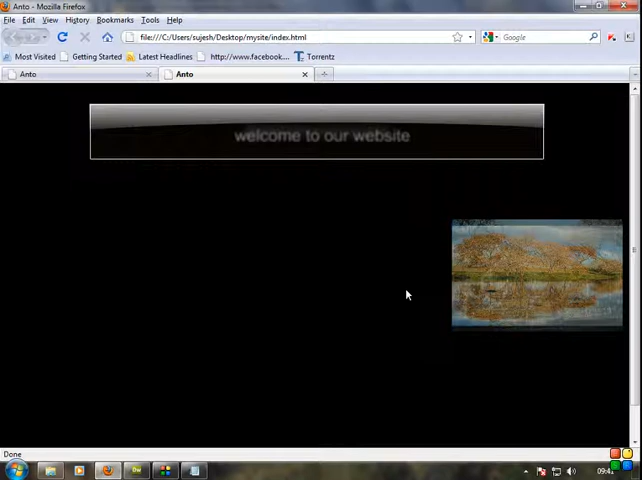 Anto - Mozilla Firefox
File Edit View History Bookmarks Tools Help
file:///C:/Users/sujesh/Desktop/mysite/index.html
Google
Most Visited Getting Started Latest Headlines http://www.facebook.... Torrentz
Anto Anto
welcome to our website
Done
Dw